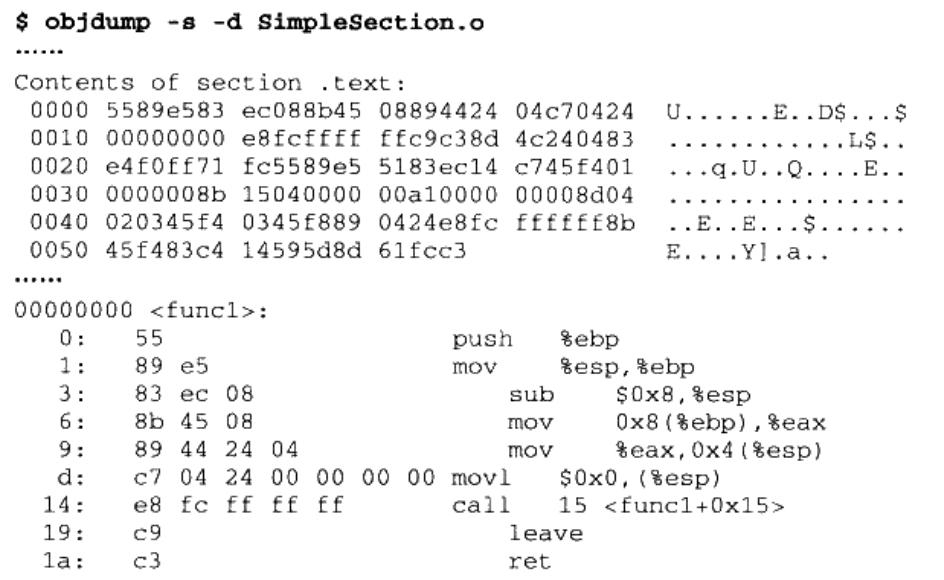 $ objdump -s -d SimpleSection.o
……
Contents of section .text:
0000 5589e583 ec088b45 08894424 04c70424 U......E..D$...$
0010 00000000 e8fcffff ffc9c38d 4c240483 ............L$..
0020 e4f0ff71 fc5589e5 5183ec14 c745f401 ...q.U..Q....E..
0030 0000008b 15040000 00a10000 00008d04 ................
0040 020345f4 0345f889 0424e8fc ffffff8b ..E..E...$......
0050 45f483c4 14595d8d 61fcc3 E....Y].a..
……
00000000 <func1>:
0: 55 push %ebp
1: 89 e5 mov %esp,%ebp
3: 83 ec 08 sub $0x8,%esp
6: 8b 45 08 mov 0x8(%ebp),%eax
9: 89 44 24 04 mov %eax,0x4(%esp)
d: c7 04 24 00 00 00 00 movl $0x0,(%esp)
14: e8 fc ff ff ff call 15 <func1+0x15>
19: c9 leave
1a: c3 ret